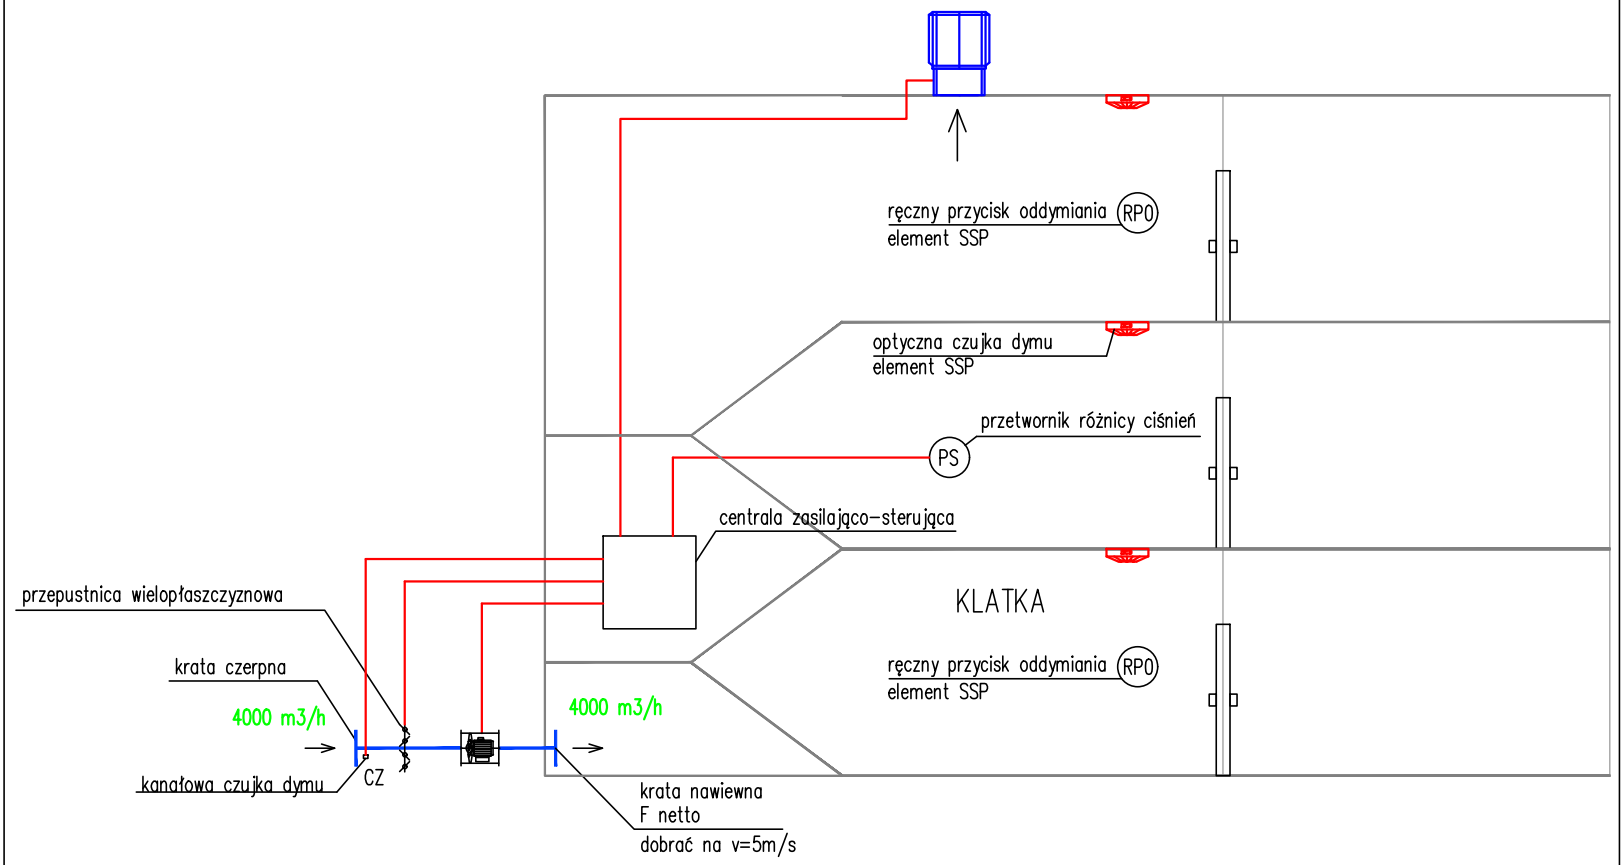 ręczny przycisk oddymiania
element SSP
RPO
optyczna czujka dymu
element SSP
przetwornik różnicy ciśnień
PS
centrala zasilająco-sterująca
przepustnica wielopłaszczyznowa
KLATKA
krata czerpna
ręczny przycisk oddymiania
element SSP
RPO
4000 m3/h
4000 m3/h
kanałowa czujka dymu
CZ
krata nawiewna
F netto
dobrać na v=5m/s